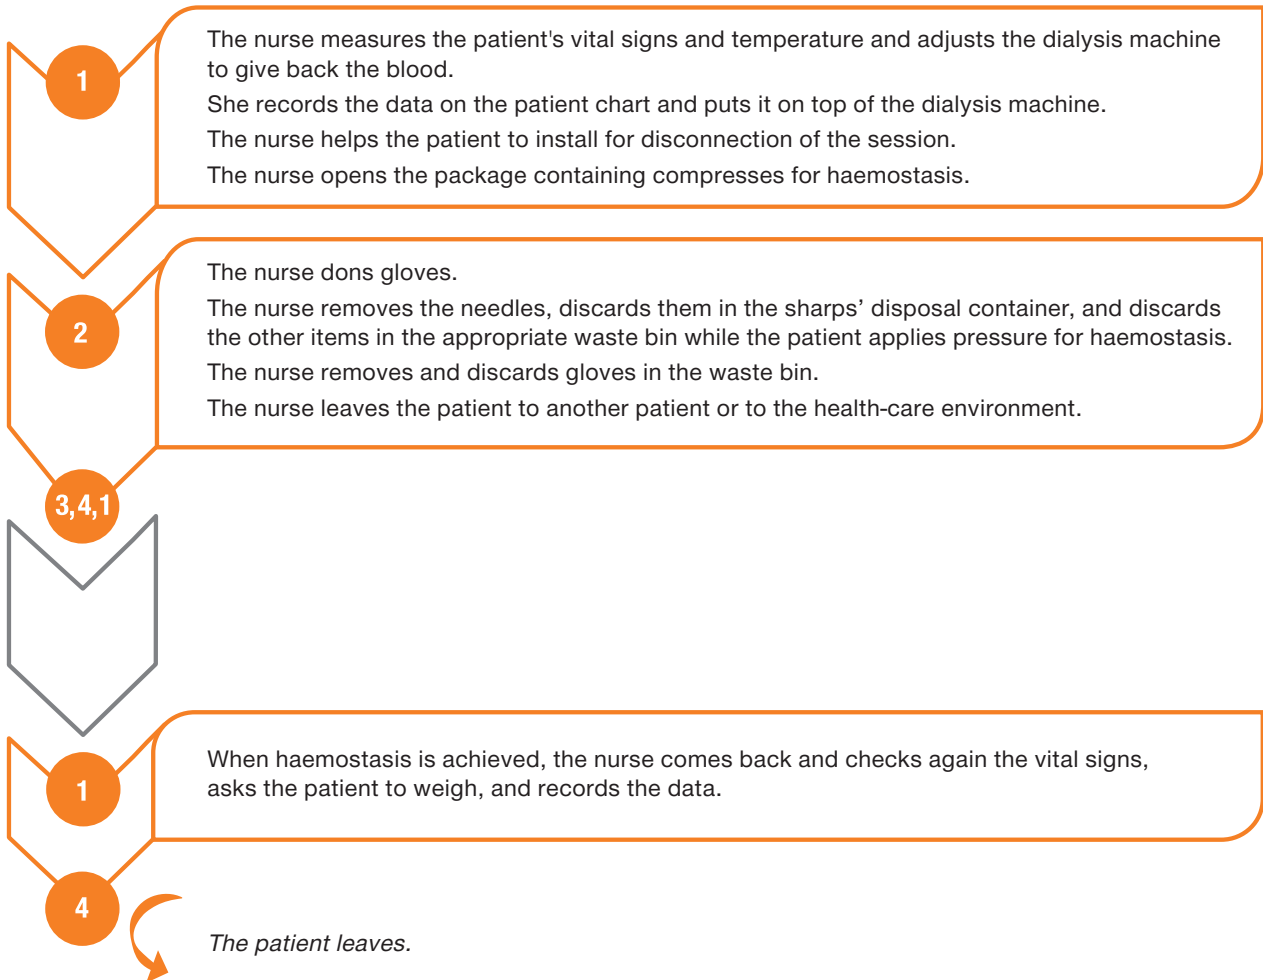 1
The nurse measures the patient's vital signs and temperature and adjusts the dialysis machine
to give back the blood.
She records the data on the patient chart and puts it on top of the dialysis machine.
The nurse helps the patient to install for disconnection of the session.
The nurse opens the package containing compresses for haemostasis.
2
The nurse dons gloves.
The nurse removes the needles, discards them in the sharps’ disposal container, and discards
the other items in the appropriate waste bin while the patient applies pressure for haemostasis.
The nurse removes and discards gloves in the waste bin.
The nurse leaves the patient to another patient or to the health-care environment.
3,4,1
1
When haemostasis is achieved, the nurse comes back and checks again the vital signs,
asks the patient to weigh, and records the data.
4
The patient leaves.